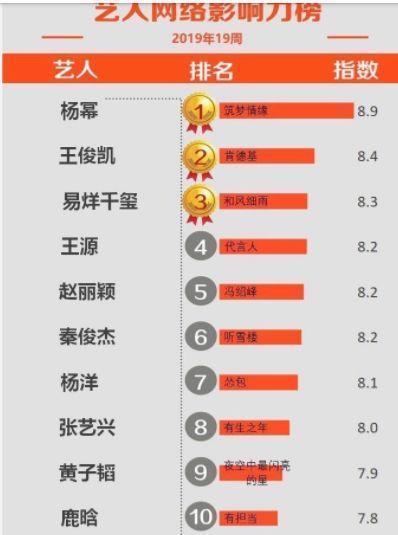 艺人网络影响力榜
2019年19周
艺人 排名 指数
杨幂 1 筑梦情缘 8.9
王俊凯 2 肯德基 8.4
易烊千玺 3 和风细雨 8.3
王源 4 代言人 8.2
赵丽颖 5 冯绍峰 8.2
秦俊杰 6 听雪楼 8.2
杨洋 7 怂包 8.1
张艺兴 8 有生之年 8.0
黄子韬 9 夜空中最闪亮 7.9
的星
鹿晗 10 有担当 7.8